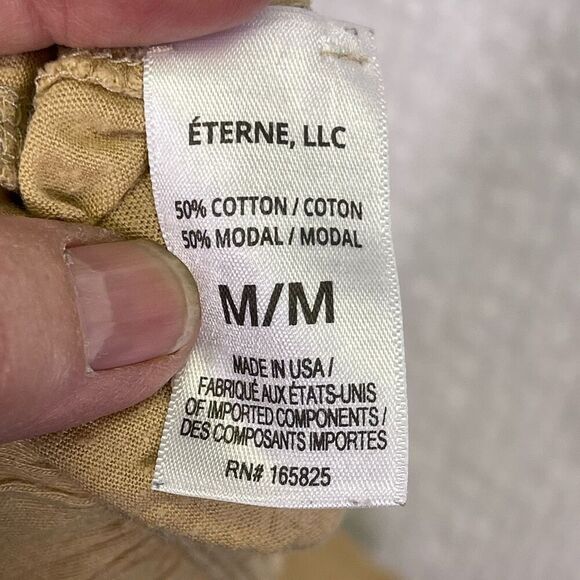 ÉTERNE, LLC
50% COTTON / COTON
50% MODAL / MODAL
M/M
MADE IN USA /
FABRIQUÉ AUX ÉTATS-UNIS
OF IMPORTED COMPONENTS /
DES COMPOSANTS IMPORTES
RN# 165825